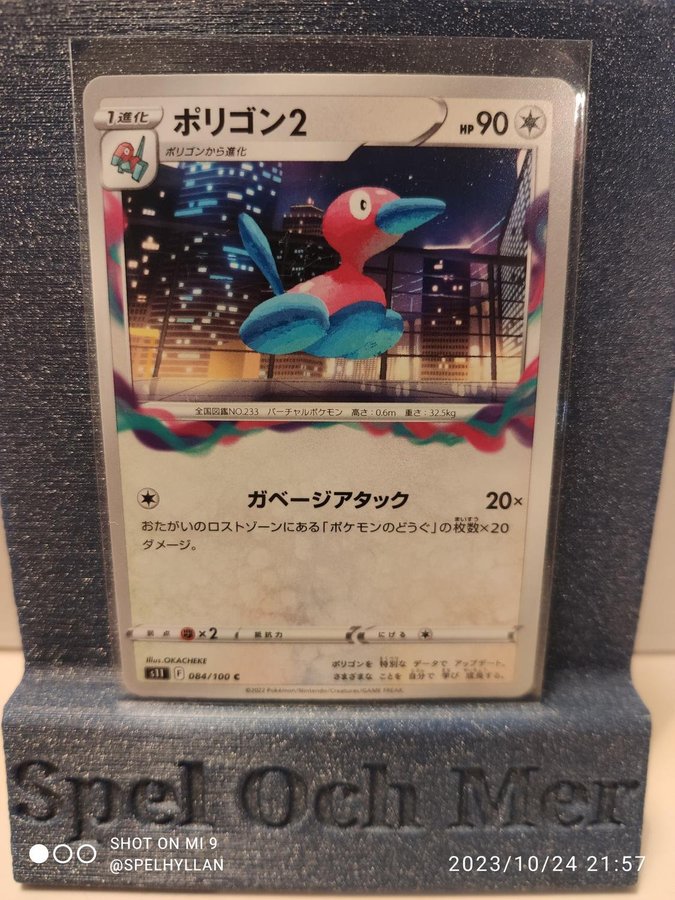 1進化
ポリゴン2
HP90
ポリゴンから進化
全国図鑑NO.233 バーチャルポケモン 高さ:0.6m 重さ:32.5kg
ガベージアタック 20×
おたがいのロストゾーンにある「ポケモンのどうぐ」の枚数×20
まいすう
ダメージ。
弱点 ×2 抵抗力 にげる
Illus.OKACHEKE
s11 F 084/100 C
ポリゴンを 特別な データで アップデート。
さまざまな ことを 自分で 学び 成長する。
©2022 Pokémon/Nintendo/Creatures/GAME FREAK.
Spel Och Mer
SHOT ON MI 9
@SPELHYLLAN
2023/10/24 21:57